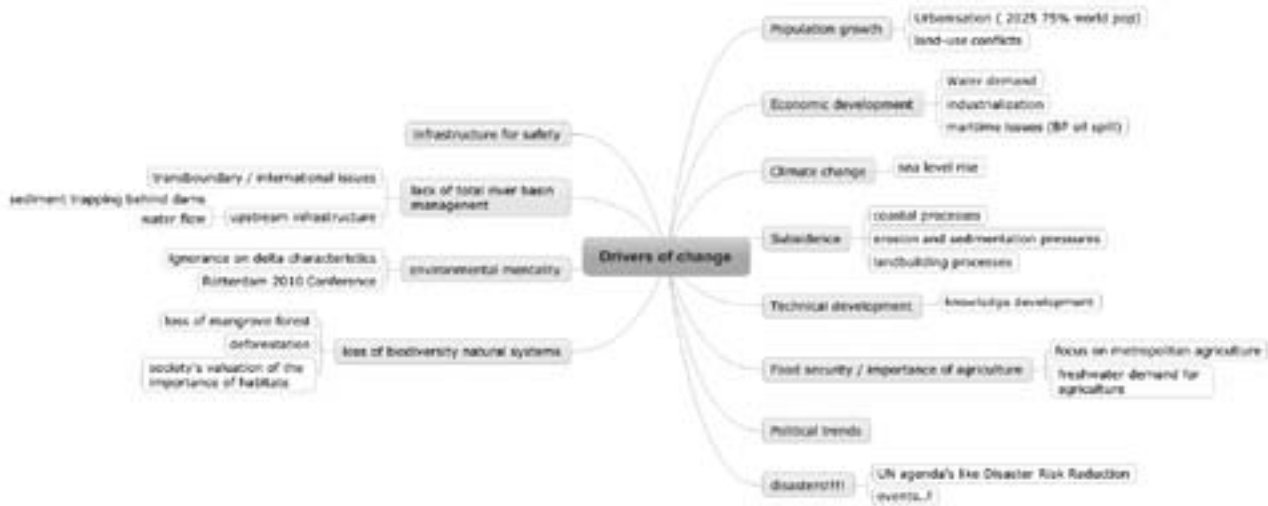 Drivers of change
Population growth
Urbanisation ( 2025 75% world pop)
land-use conflicts
Economic development
Water demand
industrialization
maritime issues (BP oil spill)
Climate change
sea level rise
Subsidence
coastal processes
erosion and sedimentation pressures
landbuilding processes
Technical development
knowledge development
Food security / importance of agriculture
focus on metropolitan agriculture
freshwater demand for
agriculture
Political trends
disasters!!!!
UN agenda's like Disaster Risk Reduction
events..!
infrastructure for safety
lack of total river basin
management
transboundary / international issues
upstream infrastructure
sediment trapping behind dams
water flow
environmental mentality
ignorance on delta characteristics
Rotterdam 2010 Conference
loss of biodiversity natural systems
loss of mangrove forest
deforestation
society's valuation of the
importance of habitats